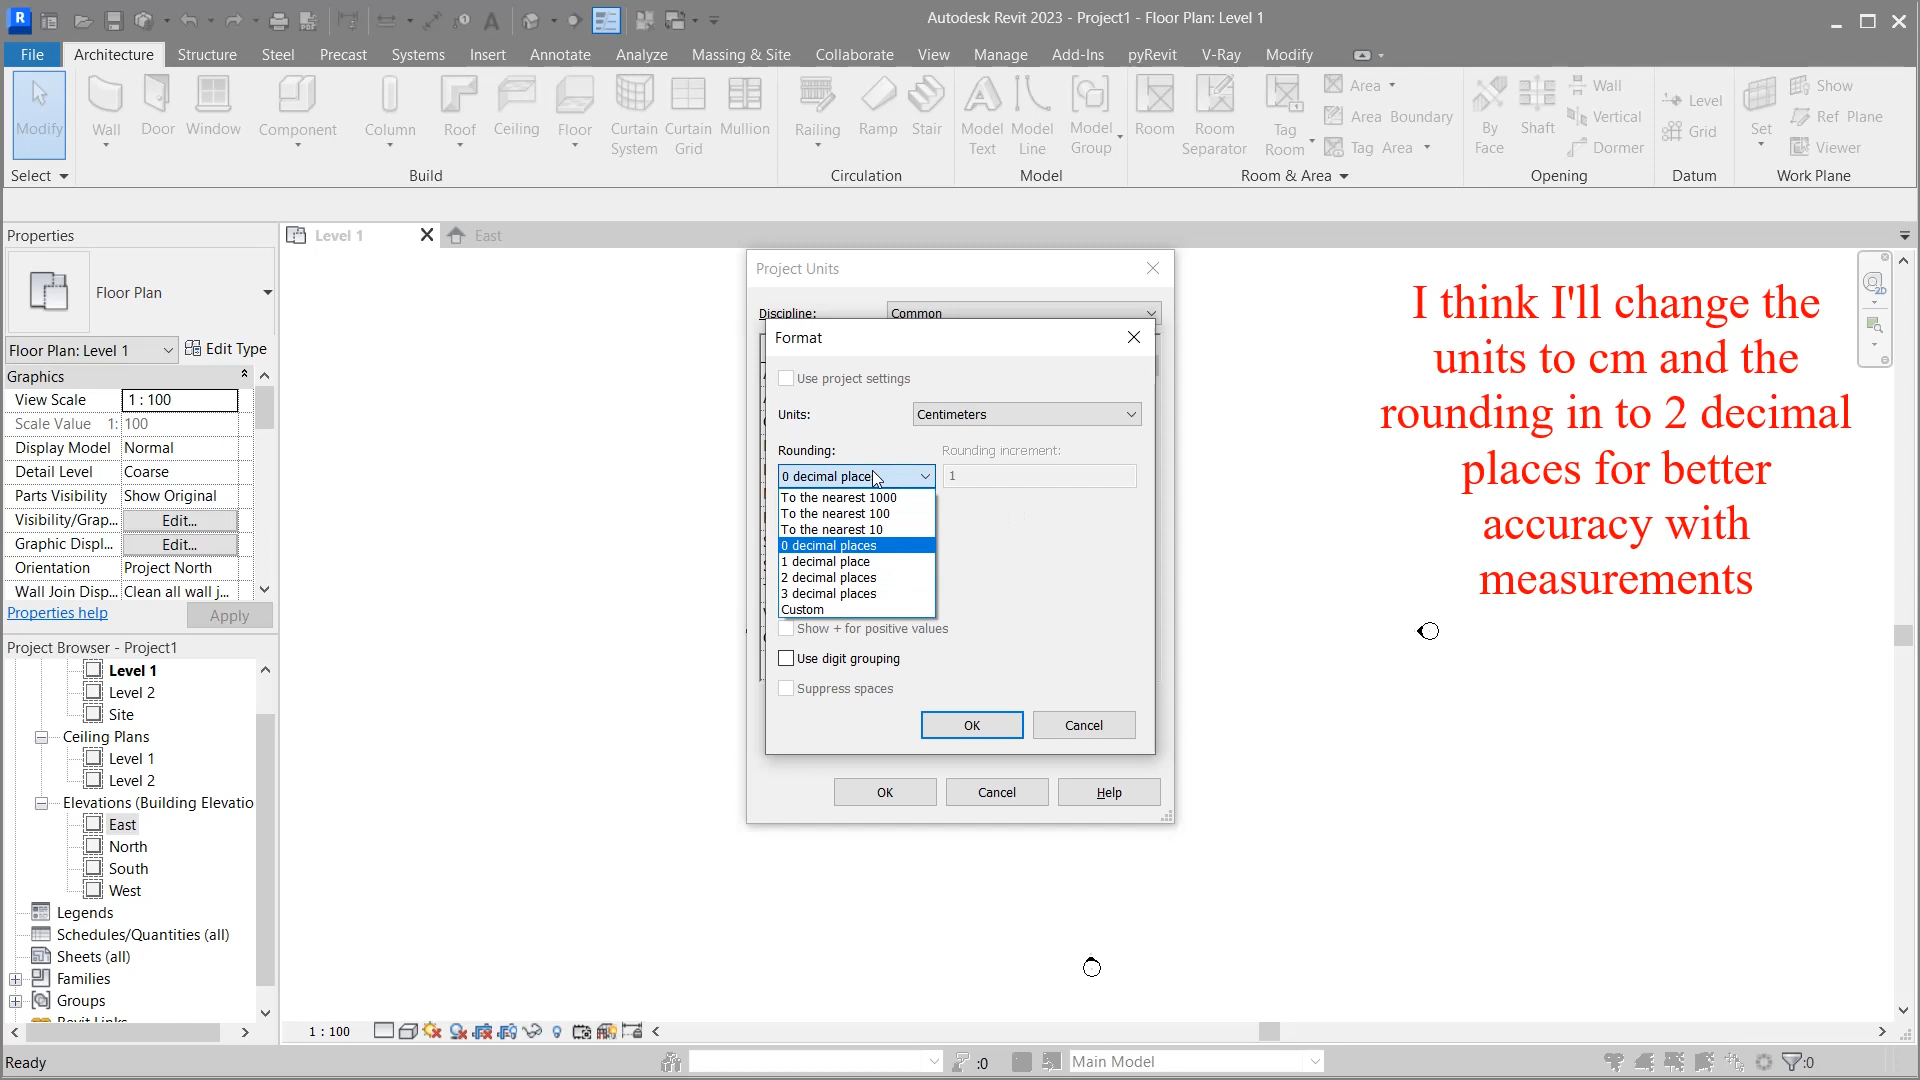 Autodesk Revit 2023 - Project1 - Floor Plan: Level 1
File Architecture Structure Steel Precast Systems Insert Annotate Analyze Massing & Site Collaborate View Manage Add-Ins pyRevit V-Ray Modify
Modify
Wall
Door
Window
Component
Column
Roof
Ceiling
Floor
Curtain System
Curtain Grid
Mullion
Railing
Ramp
Stair
Model Text
Model Line
Model Group
Room
Room Separator
Tag Room
Area
Area Boundary
Tag Area
By Face
Shaft
Wall
Vertical
Dormer
Level
Grid
Set
Show
Ref Plane
Viewer
Select Build Circulation Model Room & Area Opening Datum Work Plane
Properties
Level 1
East
Floor Plan
Floor Plan: Level 1 Edit Type
Graphics
View Scale 1 : 100
Scale Value 1: 100
Display Model Normal
Detail Level Coarse
Parts Visibility Show Original
Visibility/Grap... Edit...
Graphic Displ... Edit...
Orientation Project North
Wall Join Disp... Clean all wall j...
Properties help Apply
Project Browser - Project1
Level 1
Level 2
Site
Ceiling Plans
Level 1
Level 2
Elevations (Building Elevatio
East
North
South
West
Legends
Schedules/Quantities (all)
Sheets (all)
Families
Groups
Revit Links
Project Units
Discipline: Common
Format
Use project settings
Units: Centimeters
Rounding: Rounding increment:
0 decimal place 1
To the nearest 1000
To the nearest 100
To the nearest 10
0 decimal places
1 decimal place
2 decimal places
3 decimal places
Custom
Show + for positive values
Use digit grouping
Suppress spaces
OK Cancel
OK Cancel Help
I think I'll change the
units to cm and the
rounding in to 2 decimal
places for better
accuracy with
measurements
2D
1 : 100
Ready
:0
Main Model
:0